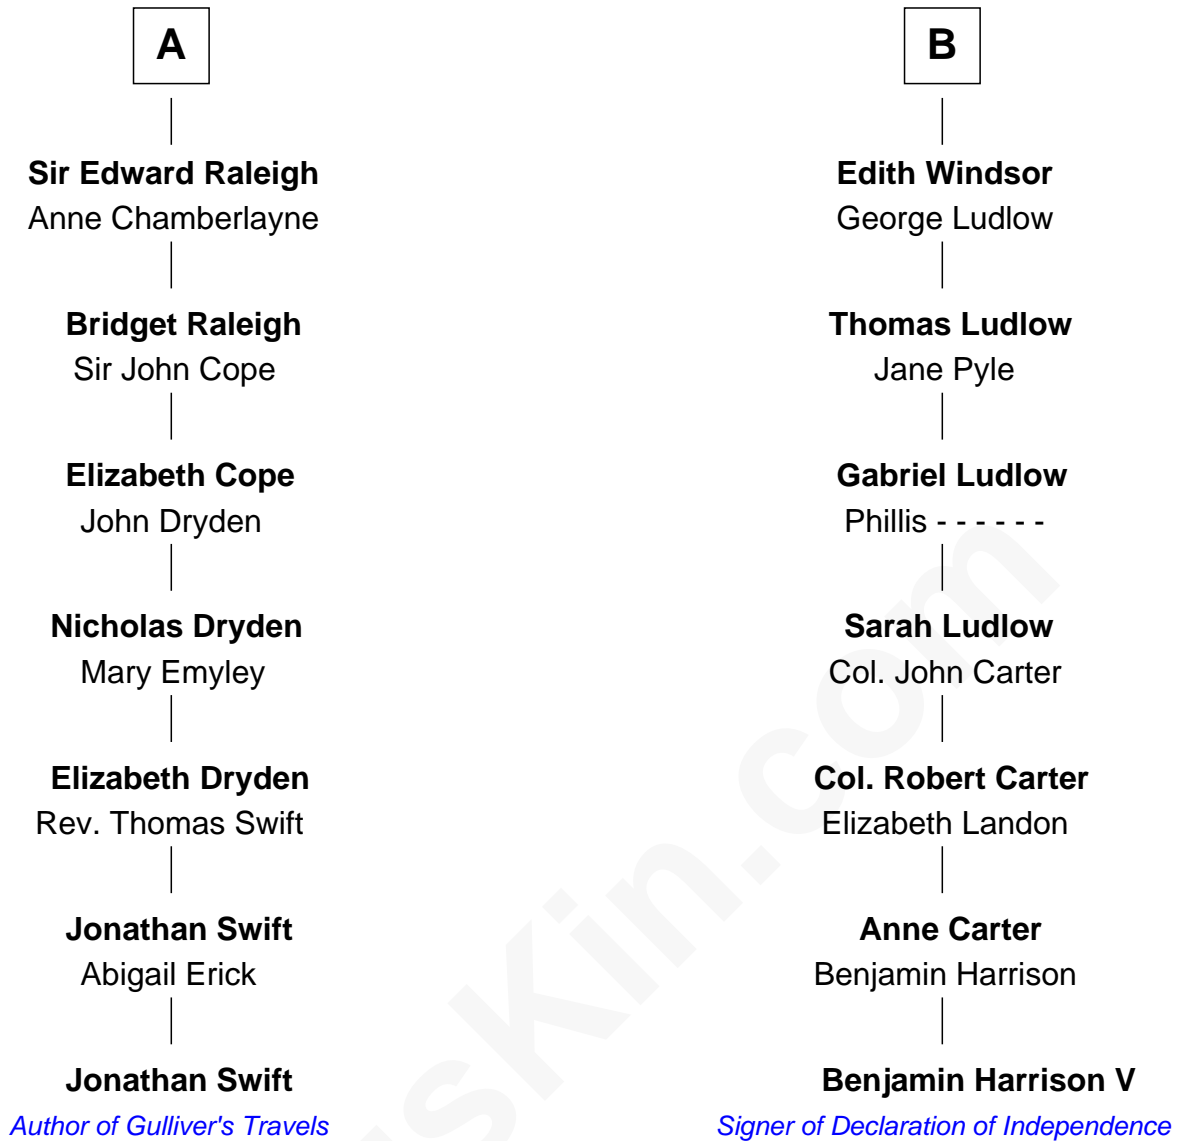 A
Sir Edward Raleigh
Anne Chamberlayne
Bridget Raleigh
Sir John Cope
Elizabeth Cope
John Dryden
Nicholas Dryden
Mary Emyley
Elizabeth Dryden
Rev. Thomas Swift
Jonathan Swift
Abigail Erick
Jonathan Swift
Author of Gulliver's Travels
B
Edith Windsor
George Ludlow
Thomas Ludlow
Jane Pyle
Gabriel Ludlow
Phillis - - - - - -
Sarah Ludlow
Col. John Carter
Col. Robert Carter
Elizabeth Landon
Anne Carter
Benjamin Harrison
Benjamin Harrison V
Signer of Declaration of Independence